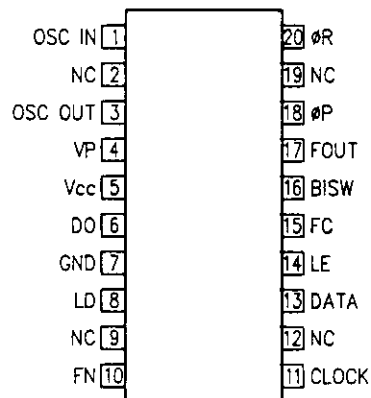 OSC IN 1 20 øR
NC 2 19 NC
OSC OUT 3 18 øP
VP 4 17 FOUT
Vcc 5 16 BISW
DO 6 15 FC
GND 7 14 LE
LD 8 13 DATA
NC 9 12 NC
FN 10 11 CLOCK